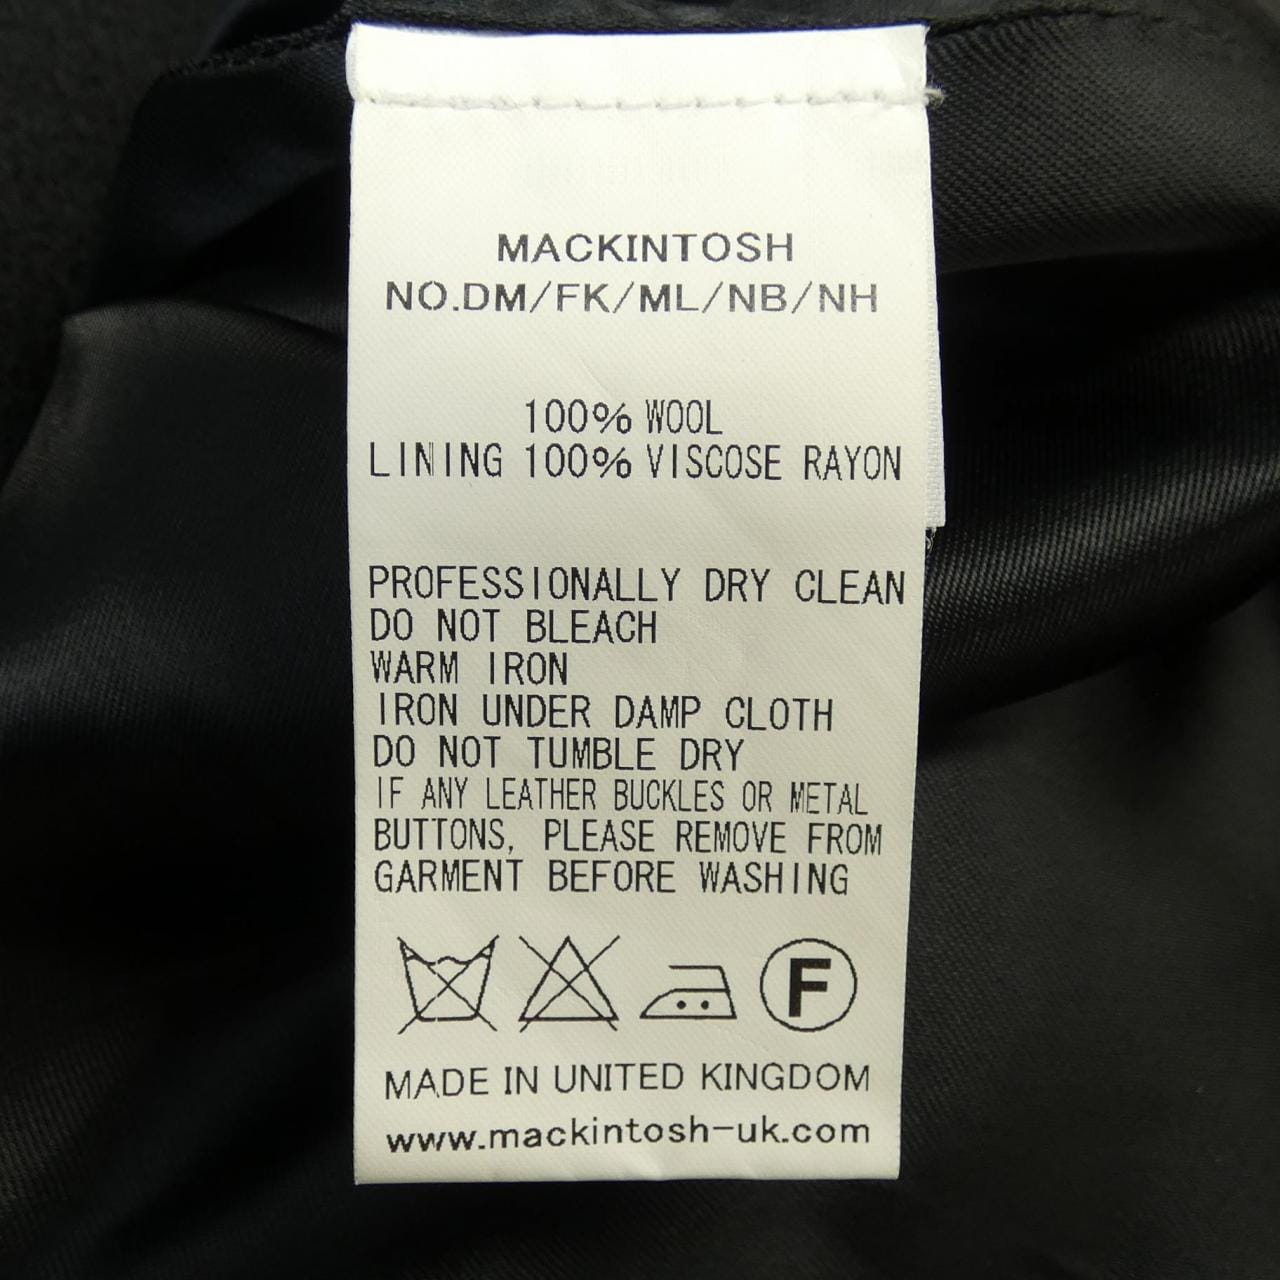 MACKINTOSH
NO.DM/FK/ML/NB/NH
100% WOOL
LINING 100% VISCOSE RAYON
PROFESSIONALLY DRY CLEAN
DO NOT BLEACH
WARM IRON
IRON UNDER DAMP CLOTH
DO NOT TUMBLE DRY
IF ANY LEATHER BUCKLES OR METAL
BUTTONS, PLEASE REMOVE FROM
GARMENT BEFORE WASHING
F
MADE IN UNITED KINGDOM
www.mackintosh-uk.com